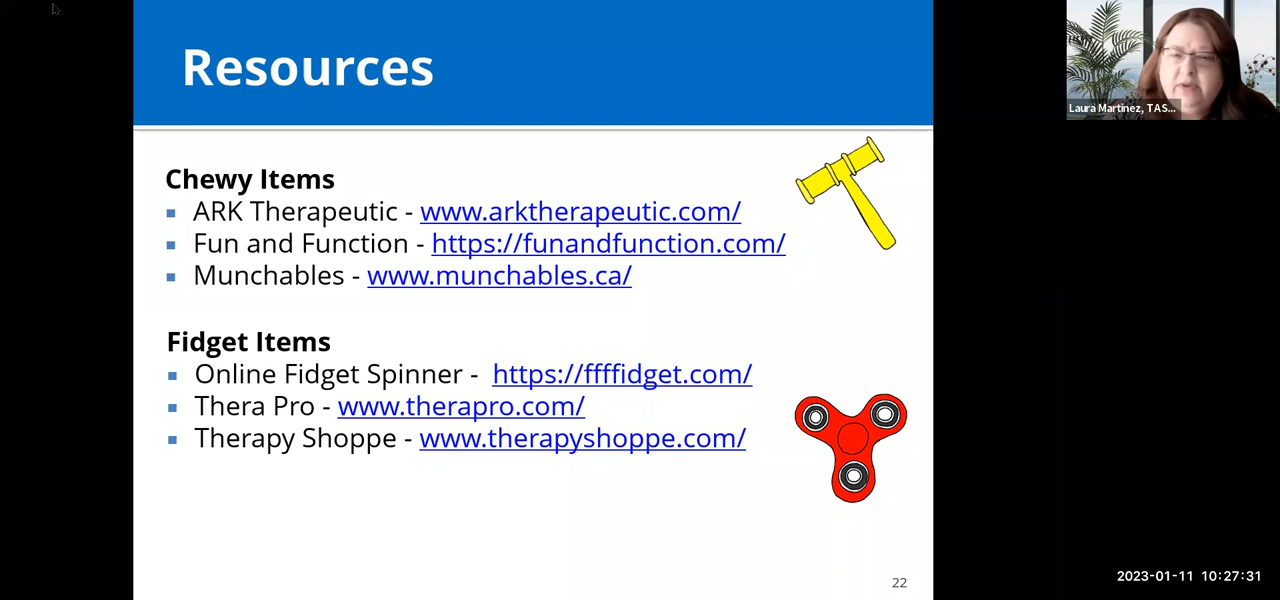 Resources
Laura Martinez, TAS...
Chewy Items
ARK Therapeutic - www.arktherapeutic.com/
Fun and Function - https://funandfunction.com/
Munchables - www.munchables.ca/
Fidget Items
Online Fidget Spinner - https://ffffidget.com/
Thera Pro - www.therapro.com/
Therapy Shoppe - www.therapyshoppe.com/
22
2023-01-11 10:27:31